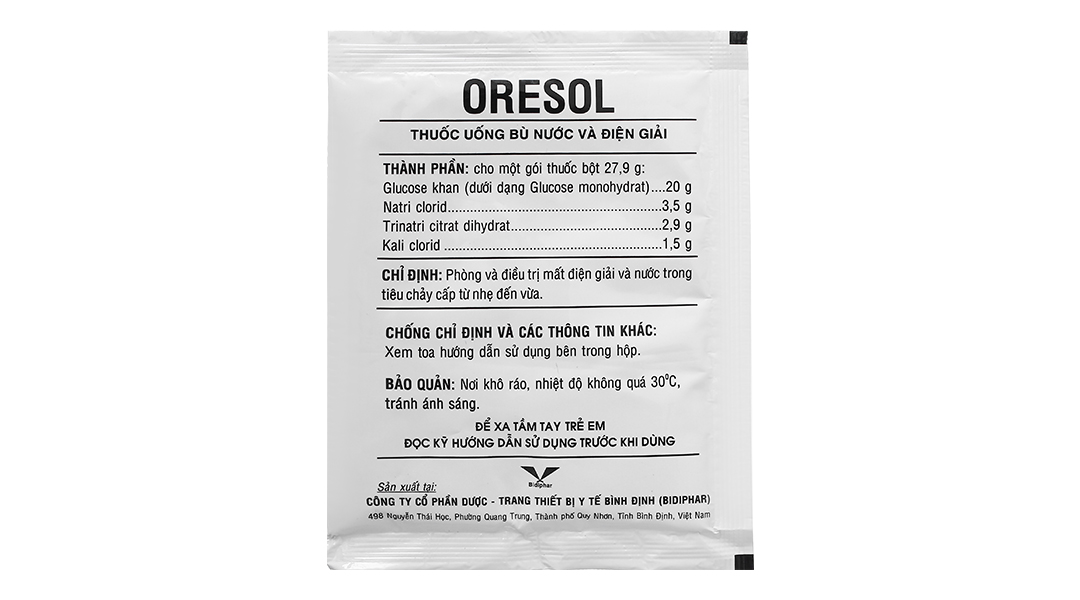 ORESOL
THUỐC UỐNG BÙ NƯỚC VÀ ĐIỆN GIẢI
THÀNH PHẦN: cho một gói thuốc bột 27,9 g:
Glucose khan (dưới dạng Glucose monohydrat)....20 g
Natri clorid........................................................3,5 g
Trinatri citrat dihydrat.......................................2,9 g
Kali clorid .........................................................1,5 g
CHỈ ĐỊNH: Phòng và điều trị mất điện giải và nước trong
tiêu chảy cấp từ nhẹ đến vừa.
CHỐNG CHỈ ĐỊNH VÀ CÁC THÔNG TIN KHÁC:
Xem toa hướng dẫn sử dụng bên trong hộp.
BẢO QUẢN: Nơi khô ráo, nhiệt độ không quá 30⁰C,
tránh ánh sáng.
ĐỂ XA TẦM TAY TRẺ EM
ĐỌC KỸ HƯỚNG DẪN SỬ DỤNG TRƯỚC KHI DÙNG
Bidiphar
Sản xuất tại:
CÔNG TY CỔ PHẦN DƯỢC - TRANG THIẾT BỊ Y TẾ BÌNH ĐỊNH (BIDIPHAR)
498 Nguyễn Thái Học, Phường Quang Trung, Thành phố Quy Nhơn, Tỉnh Bình Định, Việt Nam